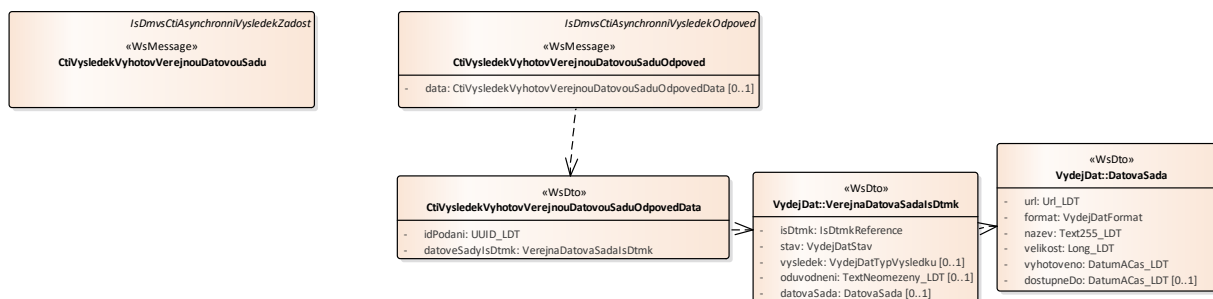 IsDmvsCtiAsynchronniVysledekZadost
«WsMessage»
CtiVysledekVyhotovVerejnouDatovouSadu
IsDmvsCtiAsynchronniVysledekOdpoved
«WsMessage»
CtiVysledekVyhotovVerejnouDatovouSaduOdpoved
- data: CtiVysledekVyhotovVerejnouDatovouSaduOdpovedData [0..1]
«WsDto»
CtiVysledekVyhotovVerejnouDatovouSaduOdpovedData
- idPodani: UUID_LDT
- datoveSadyIsDtmk: VerejnaDatovaSadaIsDtmk
«WsDto»
VydejDat::VerejnaDatovaSadaIsDtmk
- isDtmk: IsDtmkReference
- stav: VydejDatStav
- vysledek: VydejDatTypVysledku [0..1]
- oduvodneni: TextNeomezeny_LDT [0..1]
- datovaSada: DatovaSada [0..1]
«WsDto»
VydejDat::DatovaSada
- url: Url_LDT
- format: VydejDatFormat
- nazev: Text255_LDT
- velikost: Long_LDT
- vyhotoveno: DatumACas_LDT
- dostupneDo: DatumACas_LDT [0..1]